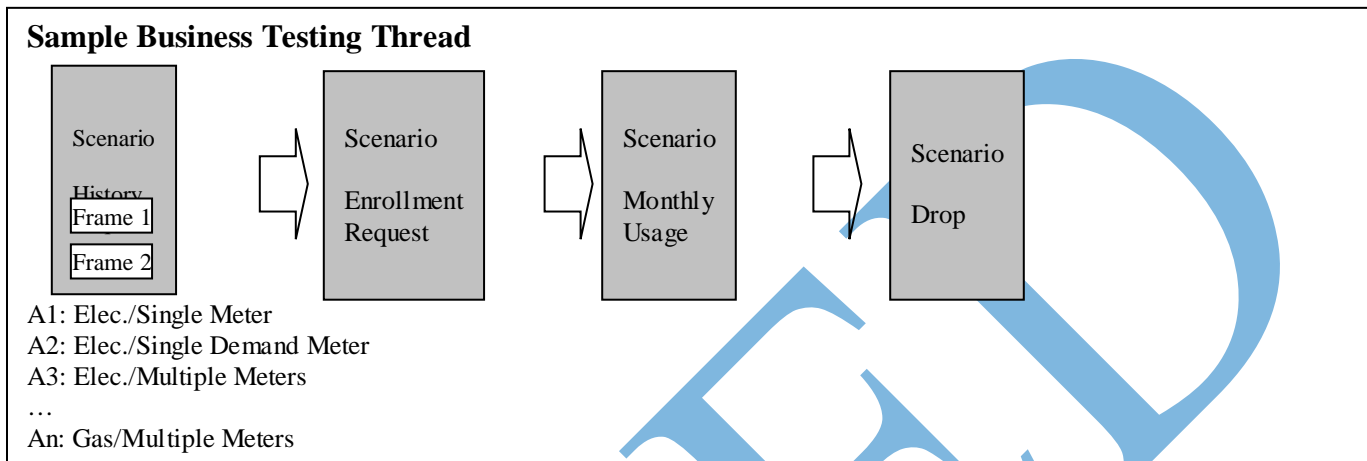 Sample Business Testing Thread
Scenario
History
Frame 1
Frame 2
Scenario
Enrollment
Request
Scenario
Monthly
Usage
Scenario
Drop
A1: Elec./Single Meter
A2: Elec./Single Demand Meter
A3: Elec./Multiple Meters
…
An: Gas/Multiple Meters